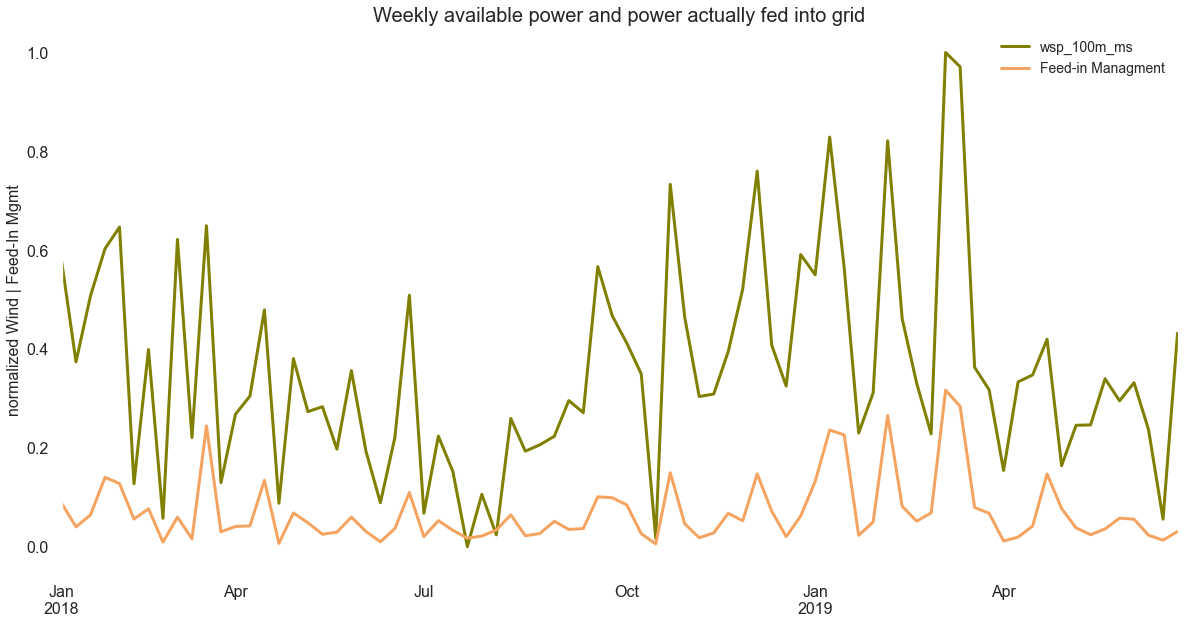 Weekly available power and power actually fed into grid
wsp_100m_ms
Feed-in Managment
normalized Wind | Feed-In Mgmt
1.0
0.8
0.6
0.4
0.2
0.0
Jan Apr Jul Oct Jan Apr
2018 2019